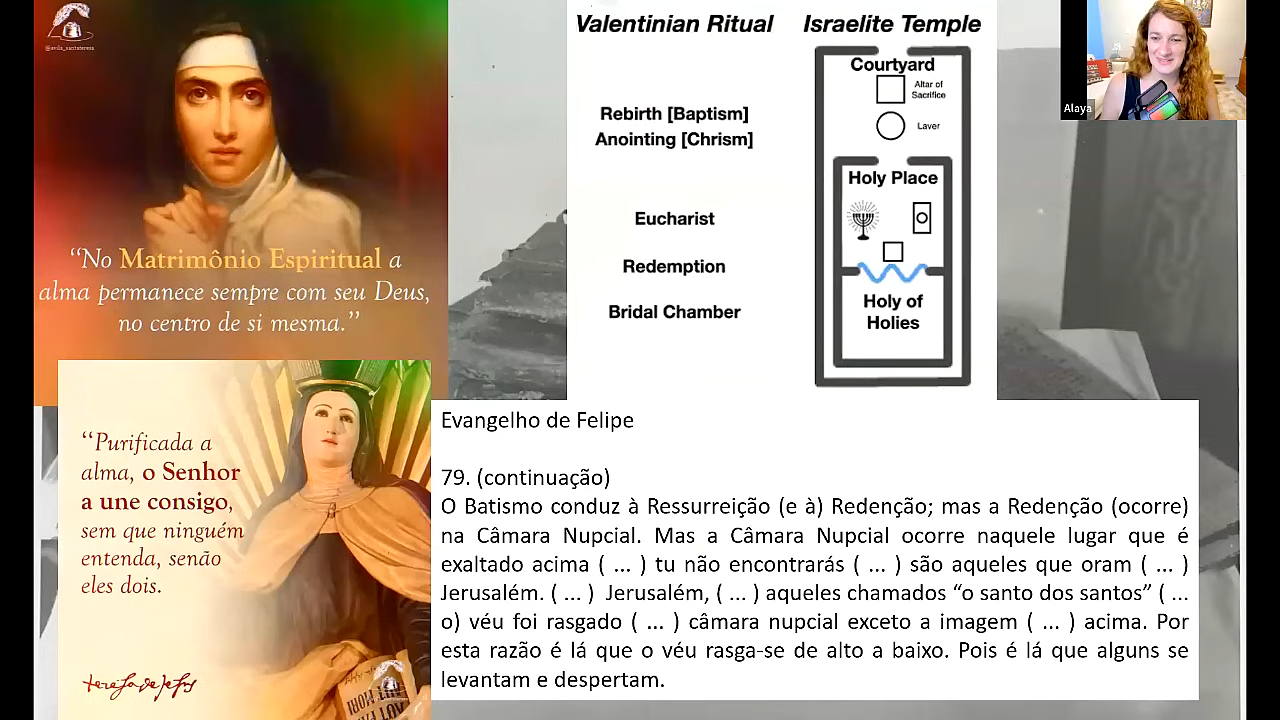 @avila_santateresa
“No Matrimônio Espiritual a
alma permanece sempre com seu Deus,
no centro de si mesma.”
“Purificada a
alma, o Senhor
a une consigo,
sem que ninguém
entenda, senão
eles dois.
Valentinian Ritual
Rebirth [Baptism]
Anointing [Chrism]
Eucharist
Redemption
Bridal Chamber
Israelite Temple
Courtyard
Altar of
Sacrifice
Laver
Holy Place
Holy of
Holies
Alaya
Evangelho de Felipe
79. (continuação)
O Batismo conduz à Ressurreição (e à) Redenção; mas a Redenção (ocorre)
na Câmara Nupcial. Mas a Câmara Nupcial ocorre naquele lugar que é
exaltado acima ( ... ) tu não encontrarás ( ... ) são aqueles que oram ( ... )
Jerusalém. ( ... ) Jerusalém, ( ... ) aqueles chamados “o santo dos santos” ( ...
o) véu foi rasgado ( ... ) câmara nupcial exceto a imagem ( ... ) acima. Por
esta razão é lá que o véu rasga-se de alto a baixo. Pois é lá que alguns se
levantam e despertam.